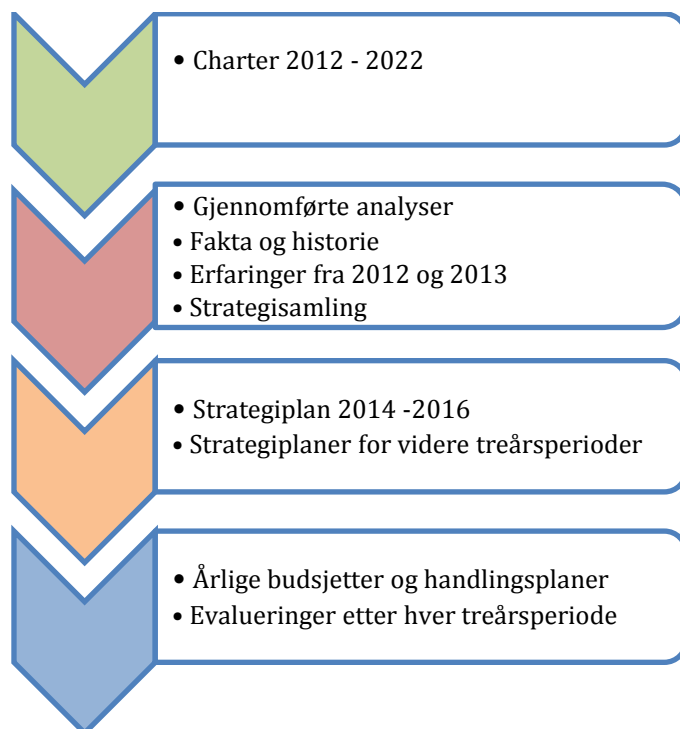 • Charter 2012 - 2022
• Gjennomførte analyser
• Fakta og historie
• Erfaringer fra 2012 og 2013
• Strategisamling
• Strategiplan 2014 -2016
• Strategiplaner for videre treårsperioder
• Årlige budsjetter og handlingsplaner
• Evalueringer etter hver treårsperiode